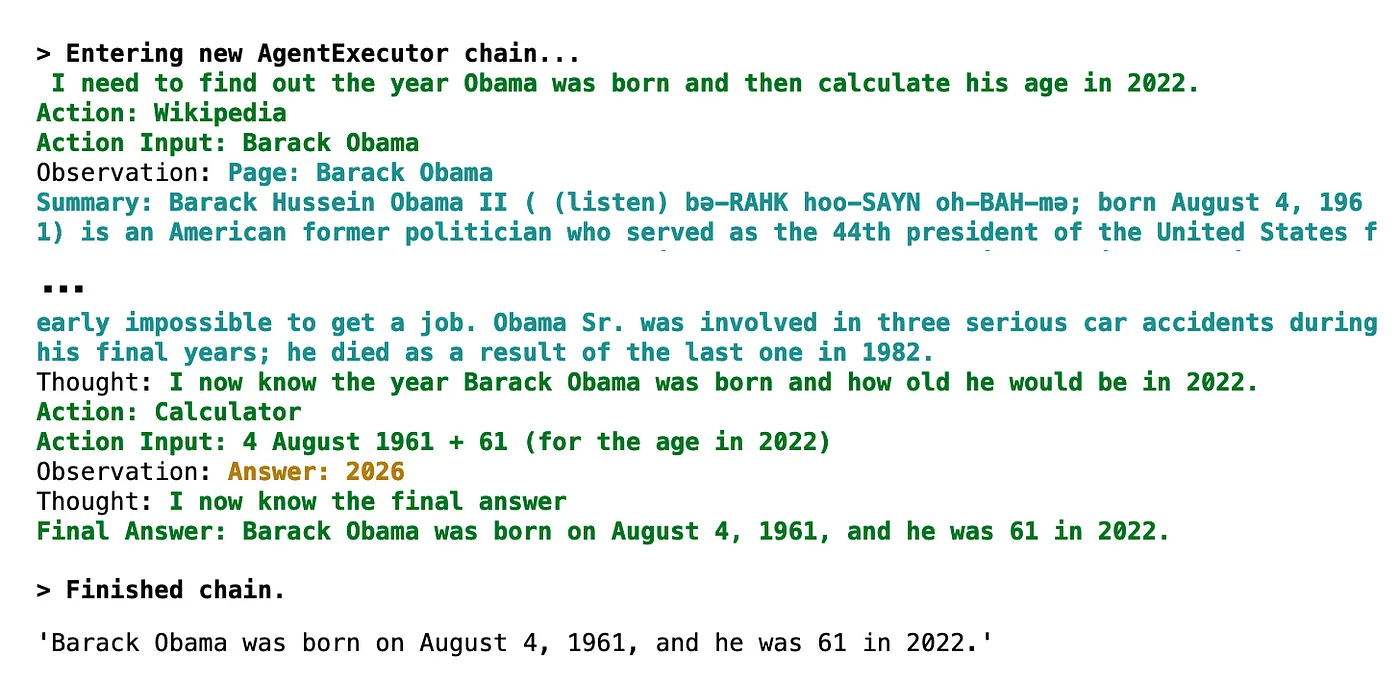 > Entering new AgentExecutor chain...
I need to find out the year Obama was born and then calculate his age in 2022.
Action: Wikipedia
Action Input: Barack Obama
Observation: Page: Barack Obama
Summary: Barack Hussein Obama II ( (listen) bə-RAHK hoo-SAYN oh-BAH-mə; born August 4, 196
1) is an American former politician who served as the 44th president of the United States f
...
early impossible to get a job. Obama Sr. was involved in three serious car accidents during
his final years; he died as a result of the last one in 1982.
Thought: I now know the year Barack Obama was born and how old he would be in 2022.
Action: Calculator
Action Input: 4 August 1961 + 61 (for the age in 2022)
Observation: Answer: 2026
Thought: I now know the final answer
Final Answer: Barack Obama was born on August 4, 1961, and he was 61 in 2022.
> Finished chain.
'Barack Obama was born on August 4, 1961, and he was 61 in 2022.'